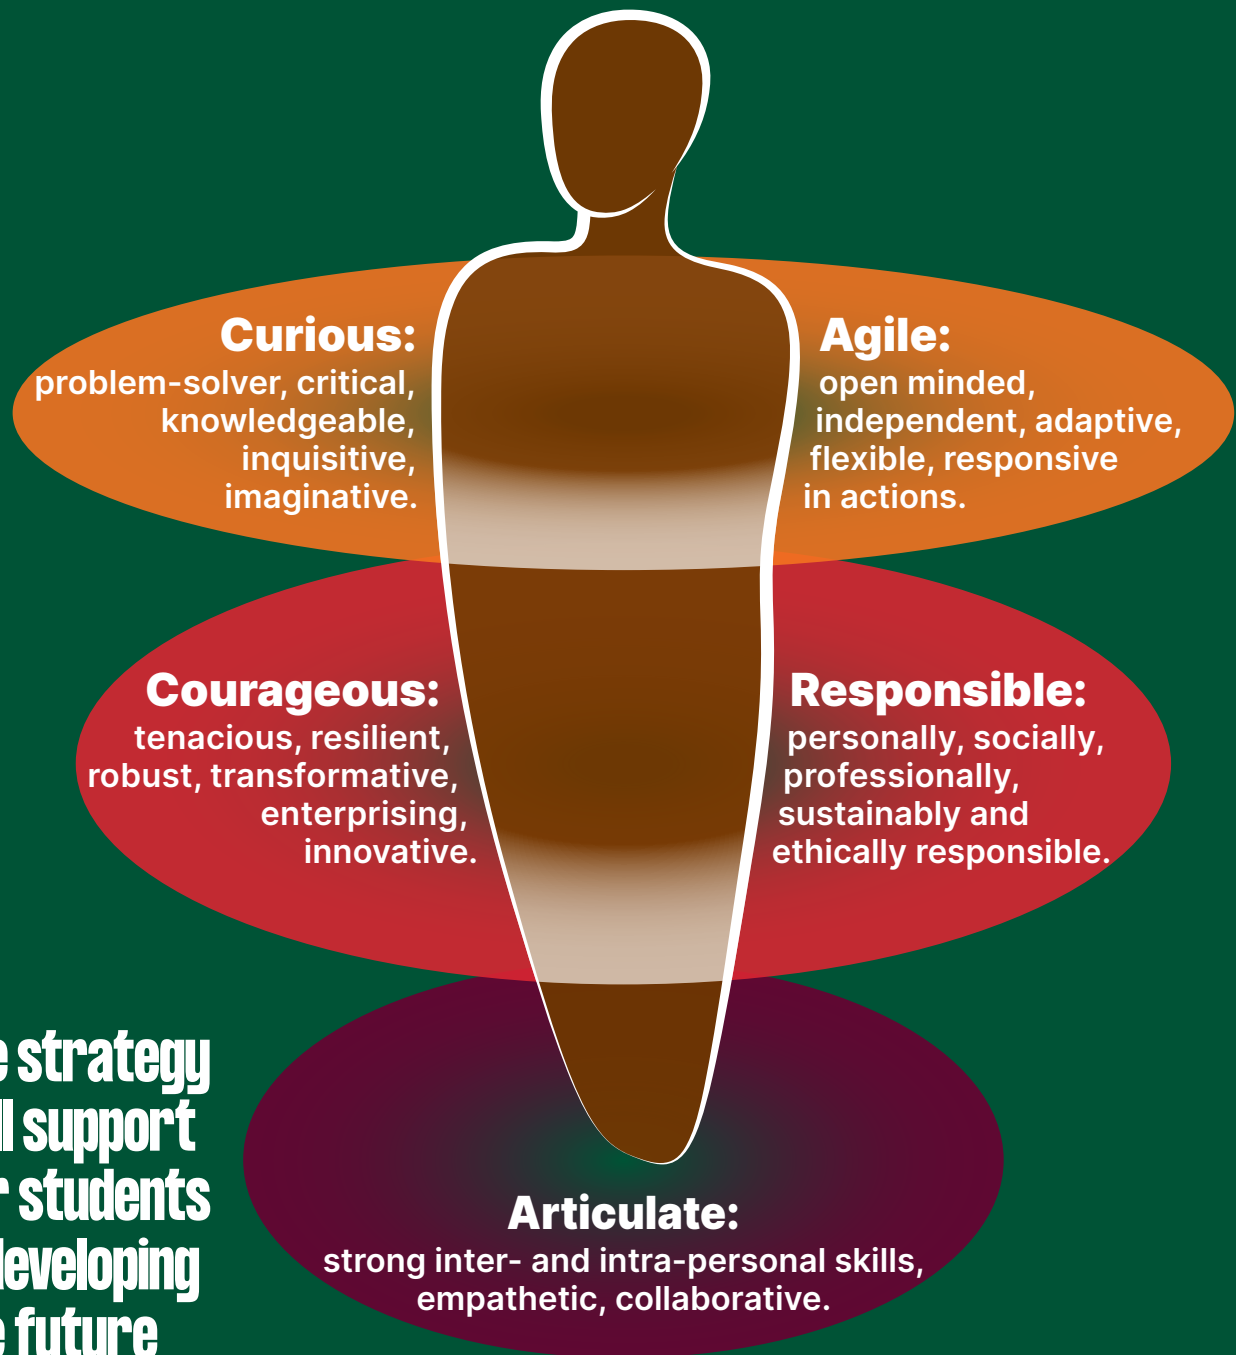 Curious:
problem-solver, critical,
knowledgeable,
inquisitive,
imaginative.
Agile:
open minded,
independent, adaptive,
flexible, responsive
in actions.
Courageous:
tenacious, resilient,
robust, transformative,
enterprising,
innovative.
Responsible:
personally, socially,
professionally,
sustainably and
ethically responsible.
strategy
support
students
developing
future
Articulate:
strong inter- and intra-personal skills,
empathetic, collaborative.